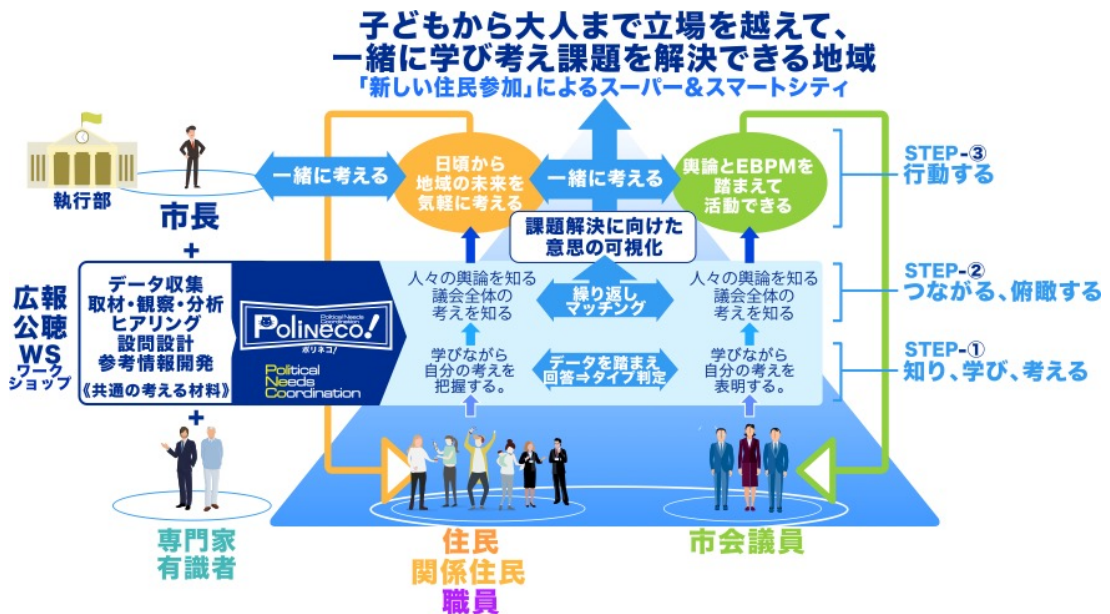 子どもから大人まで立場を越えて、
一緒に学び考え課題を解決できる地域
「新しい住民参加」によるスーパー&スマートシティ
執行部
市長
+
一緒に考える
日頃から
地域の未来を
気軽に考える
一緒に考える
輿論とEBPMを
踏まえて
活動できる
STEP-③
行動する
課題解決に向けた
意思の可視化
広報
公聴
WS
ワーク
ショップ
データ収集
取材・観察・分析
ヒアリング
設問設計
参考情報開発
《共通の考える材料》
Political Needs
Coordination
PoliNeco!
ポリネコ!
Political
Needs
Coordination
人々の輿論を知る
議会全体の
考えを知る
繰り返し
マッチング
人々の輿論を知る
議会全体の
考えを知る
STEP-②
つながる、俯瞰する
学びながら
自分の考えを
把握する。
データを踏まえ
回答⇒タイプ判定
学びながら
自分の考えを
表明する。
STEP-①
知り、学び、考える
+
専門家
有識者
住民
関係住民
職員
市会議員